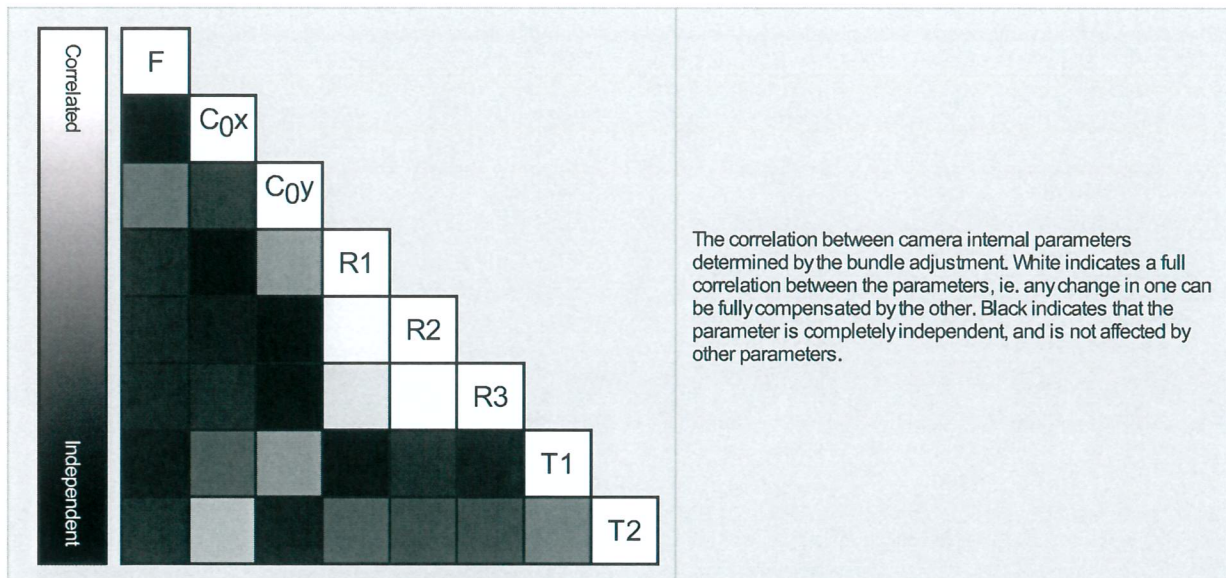 Correlated
Independent
F
C0x
C0y
R1
R2
R3
T1
T2
The correlation between camera internal parameters
determined by the bundle adjustment. White indicates a full
correlation between the parameters, ie. any change in one can
be fully compensated by the other. Black indicates that the
parameter is completely independent, and is not affected by
other parameters.